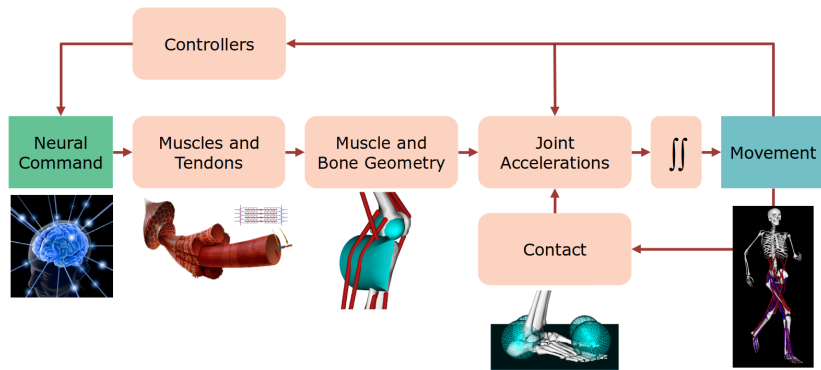 Controllers
Neural
Command
Muscles and
Tendons
Muscle and
Bone Geometry
Joint
Accelerations
∬
Movement
Contact